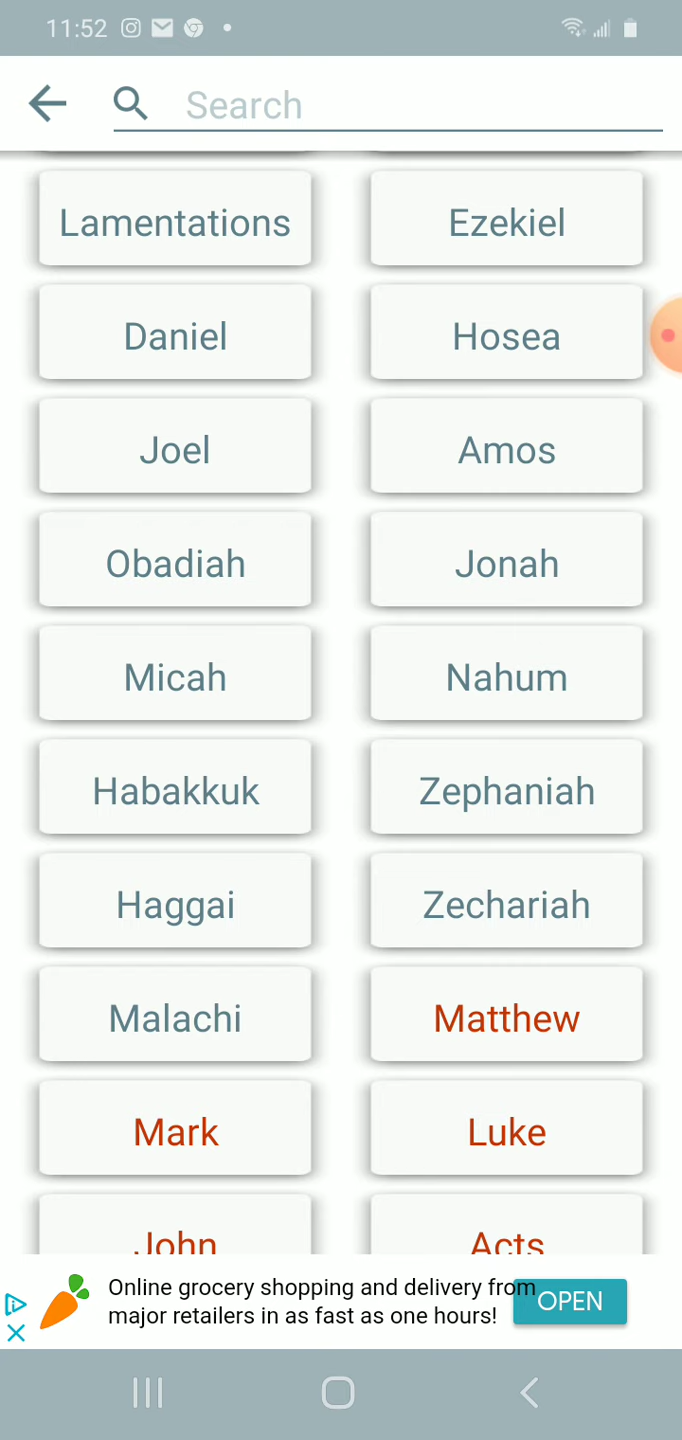 11:52
Search
Lamentations Ezekiel
Daniel Hosea
Joel Amos
Obadiah Jonah
Micah Nahum
Habakkuk Zephaniah
Haggai Zechariah
Malachi Matthew
Mark Luke
John Acts
Online grocery shopping and delivery from
major retailers in as fast as one hours!
OPEN